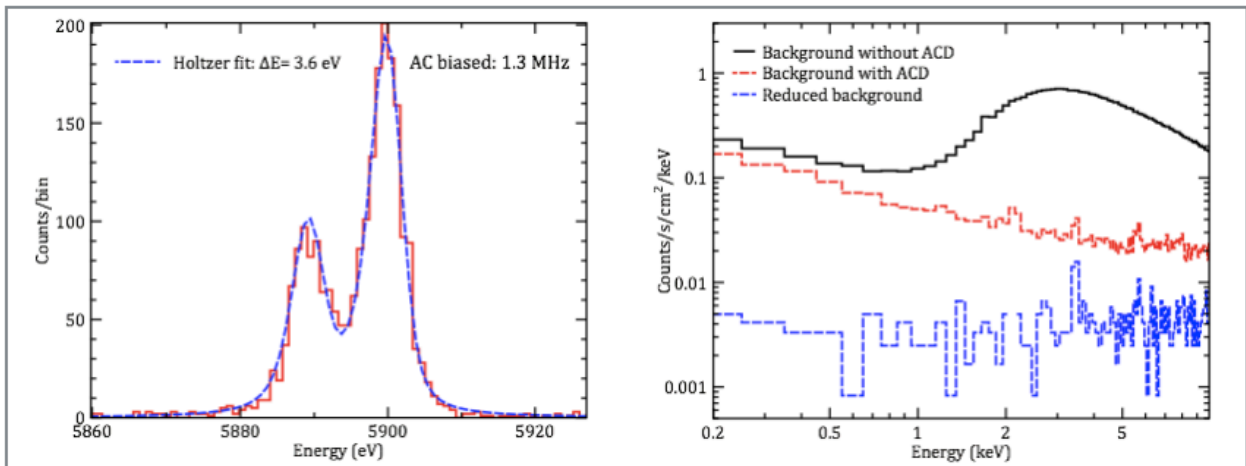 200
150
100
50
0
Counts/bin
Holtzer fit: ΔE= 3.6 eV
AC biased: 1.3 MHz
5860
5880
5900
5920
Energy (eV)
Background without ACD
Background with ACD
Reduced background
1
0.1
0.01
0.001
Counts/s/cm²/keV
0.2
0.5
1
2
5
Energy (keV)